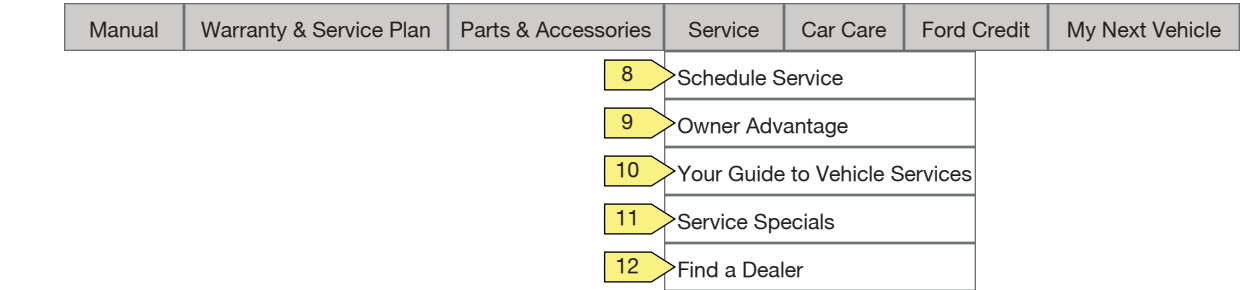 Manual Warranty & Service Plan Parts & Accessories Service Car Care Ford Credit My Next Vehicle
8 Schedule Service
9 Owner Advantage
10 Your Guide to Vehicle Services
11 Service Specials
12 Find a Dealer